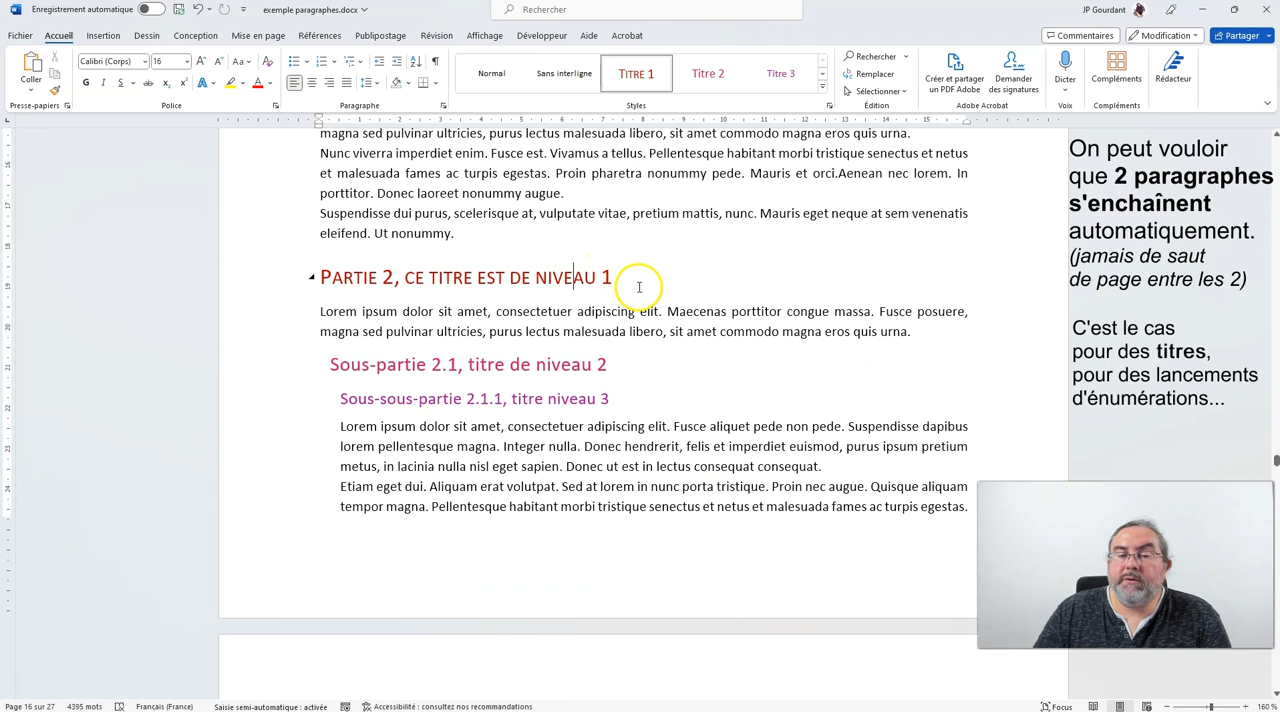 Enregistrement automatique
exemple paragraphes.docx
Rechercher
JP Gourdant
Fichier Accueil Insertion Dessin Conception Mise en page Références Publipostage Révision Affichage Développeur Aide Acrobat
Commentaires Modification Partager
Coller
Presse-papiers
Calibri (Corps) 16
G I S
Police
Paragraphe
Normal Sans interligne TITRE 1 Titre 2 Titre 3
Styles
Rechercher
Remplacer
Sélectionner
Édition
Créer et partager
un PDF Adobe
Demander
des signatures
Adobe Acrobat
Dicter
Voix
Compléments
Compléments
Rédacteur
magna sed pulvinar ultricies, purus lectus malesuada libero, sit amet commodo magna eros quis urna.
Nunc viverra imperdiet enim. Fusce est. Vivamus a tellus. Pellentesque habitant morbi tristique senectus et netus
et malesuada fames ac turpis egestas. Proin pharetra nonummy pede. Mauris et orci.Aenean nec lorem. In
porttitor. Donec laoreet nonummy augue.
Suspendisse dui purus, scelerisque at, vulputate vitae, pretium mattis, nunc. Mauris eget neque at sem venenatis
eleifend. Ut nonummy.
PARTIE 2, CE TITRE EST DE NIVEAU 1
Lorem ipsum dolor sit amet, consectetuer adipiscing elit. Maecenas porttitor congue massa. Fusce posuere,
magna sed pulvinar ultricies, purus lectus malesuada libero, sit amet commodo magna eros quis urna.
Sous-partie 2.1, titre de niveau 2
Sous-sous-partie 2.1.1, titre niveau 3
Lorem ipsum dolor sit amet, consectetuer adipiscing elit. Fusce aliquet pede non pede. Suspendisse dapibus
lorem pellentesque magna. Integer nulla. Donec hendrerit, felis et imperdiet euismod, purus ipsum pretium
metus, in lacinia nulla nisl eget sapien. Donec ut est in lectus consequat consequat.
Etiam eget dui. Aliquam erat volutpat. Sed at lorem in nunc porta tristique. Proin nec augue. Quisque aliquam
tempor magna. Pellentesque habitant morbi tristique senectus et netus et malesuada fames ac turpis egestas.
On peut vouloir
que 2 paragraphes
s'enchaînent
automatiquement.
(jamais de saut
de page entre les 2)
C'est le cas
pour des titres,
pour des lancements
d'énumérations...
Page 16 sur 27 4395 mots Français (France) Saisie semi-automatique : activée Accessibilité : consultez nos recommandations Focus 160 %